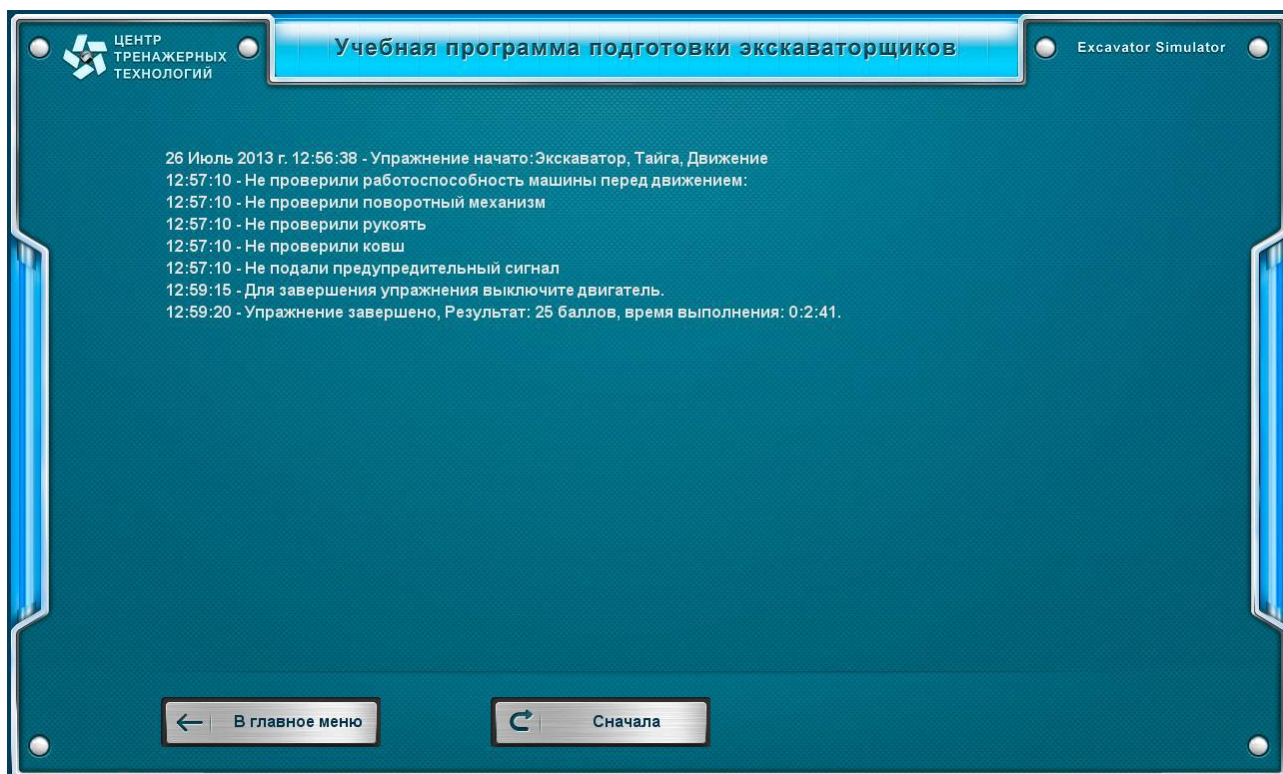 ЦЕНТР
ТРЕНАЖЕРНЫХ
ТЕХНОЛОГИЙ
Учебная программа подготовки экскаваторщиков
Excavator Simulator
26 Июль 2013 г. 12:56:38 - Упражнение начато:Экскаватор, Тайга, Движение
12:57:10 - Не проверили работоспособность машины перед движением:
12:57:10 - Не проверили поворотный механизм
12:57:10 - Не проверили рукоять
12:57:10 - Не проверили ковш
12:57:10 - Не подали предупредительный сигнал
12:59:15 - Для завершения упражнения выключите двигатель.
12:59:20 - Упражнение завершено, Результат: 25 баллов, время выполнения: 0:2:41.
В главное меню
Сначала